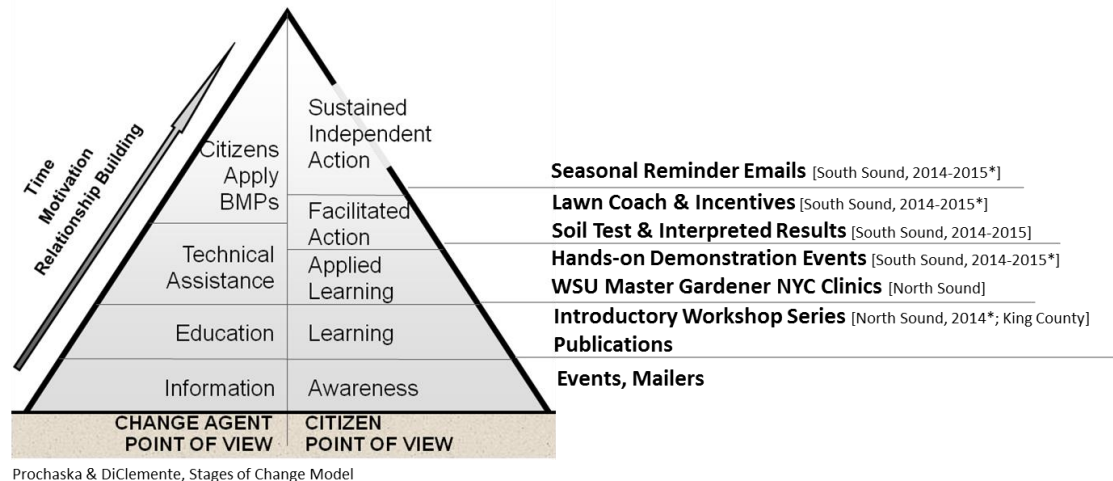 Time
Motivation
Relationship Building
Citizens
Apply
BMPs
Technical
Assistance
Education
Information
CHANGE AGENT
POINT OF VIEW
Sustained
Independent
Action
Facilitated
Action
Applied
Learning
Learning
Awareness
CITIZEN
POINT OF VIEW
Seasonal Reminder Emails [South Sound, 2014-2015*]
Lawn Coach & Incentives [South Sound, 2014-2015*]
Soil Test & Interpreted Results [South Sound, 2014-2015]
Hands-on Demonstration Events [South Sound, 2014-2015*]
WSU Master Gardener NYC Clinics [North Sound]
Introductory Workshop Series [North Sound, 2014*; King County]
Publications
Events, Mailers
Prochaska & DiClemente, Stages of Change Model